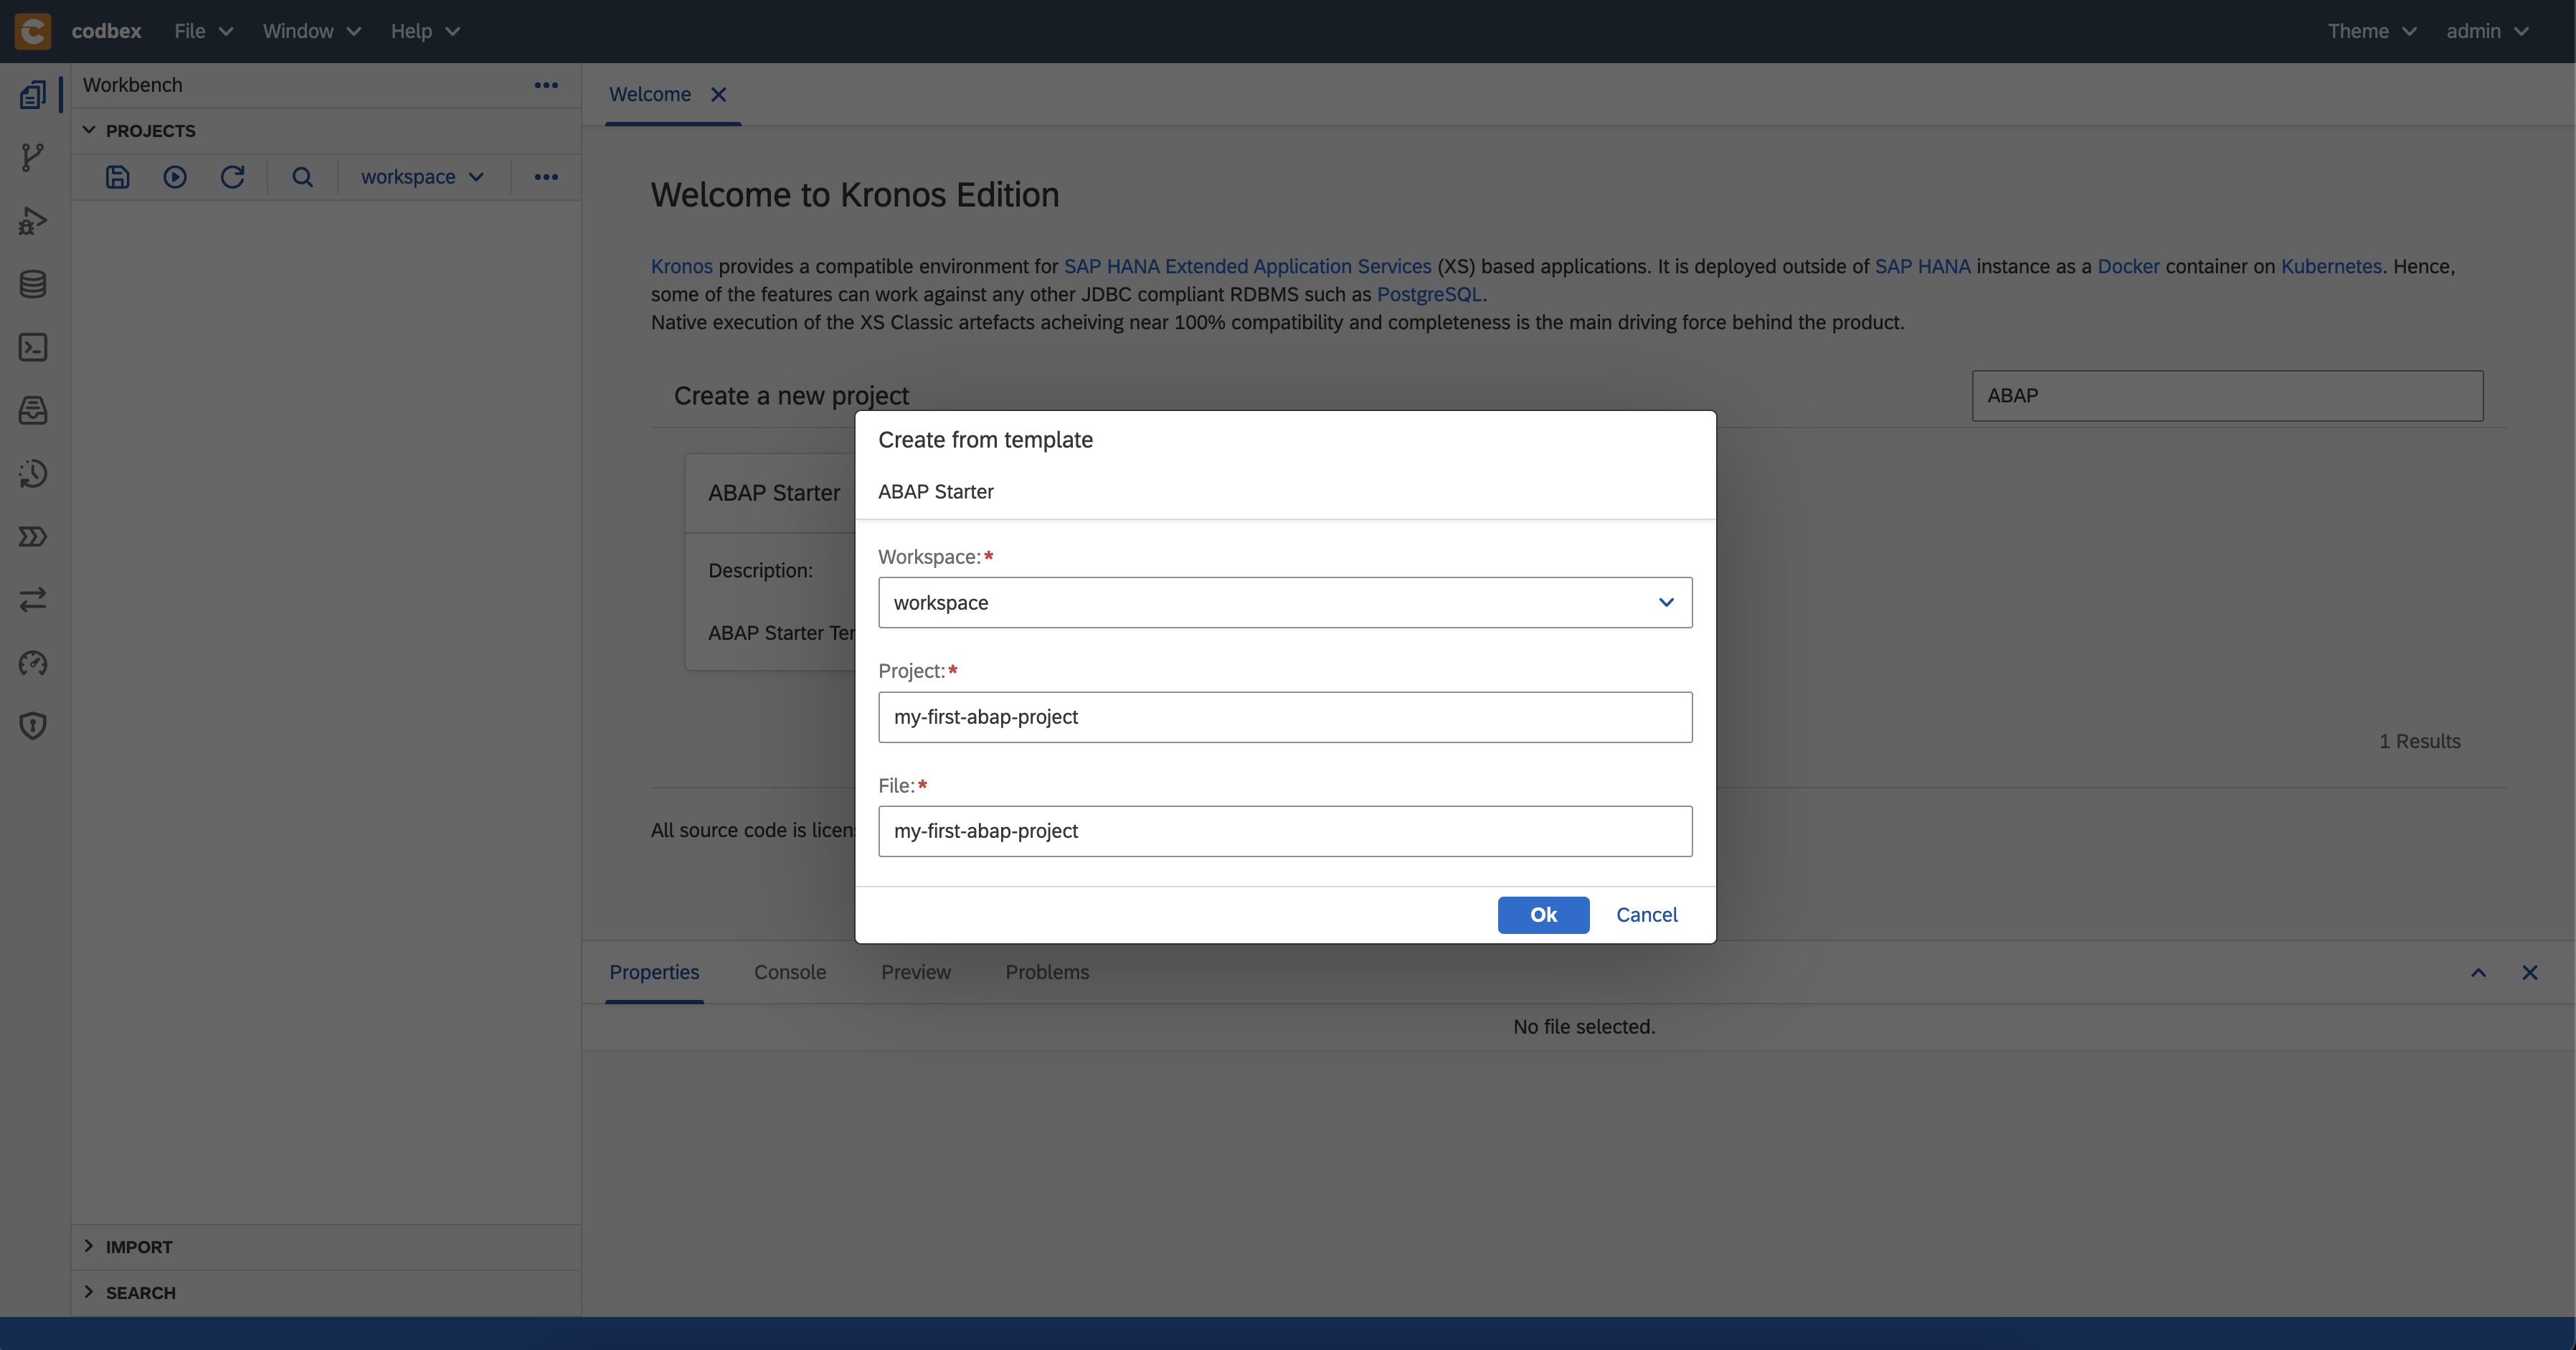 codbex File Window Help Theme admin
Workbench
PROJECTS
workspace
Welcome
Welcome to Kronos Edition
Kronos provides a compatible environment for SAP HANA Extended Application Services (XS) based applications. It is deployed outside of SAP HANA instance as a Docker container on Kubernetes. Hence,
some of the features can work against any other JDBC compliant RDBMS such as PostgreSQL.
Native execution of the XS Classic artefacts acheiving near 100% compatibility and completeness is the main driving force behind the product.
Create a new project
ABAP
ABAP Starter
Description:
ABAP Starter Ter
1 Results
All source code is licens
Create from template
ABAP Starter
Workspace:*
workspace
Project:*
my-first-abap-project
File:*
my-first-abap-project
Ok Cancel
Properties Console Preview Problems
No file selected.
IMPORT
SEARCH